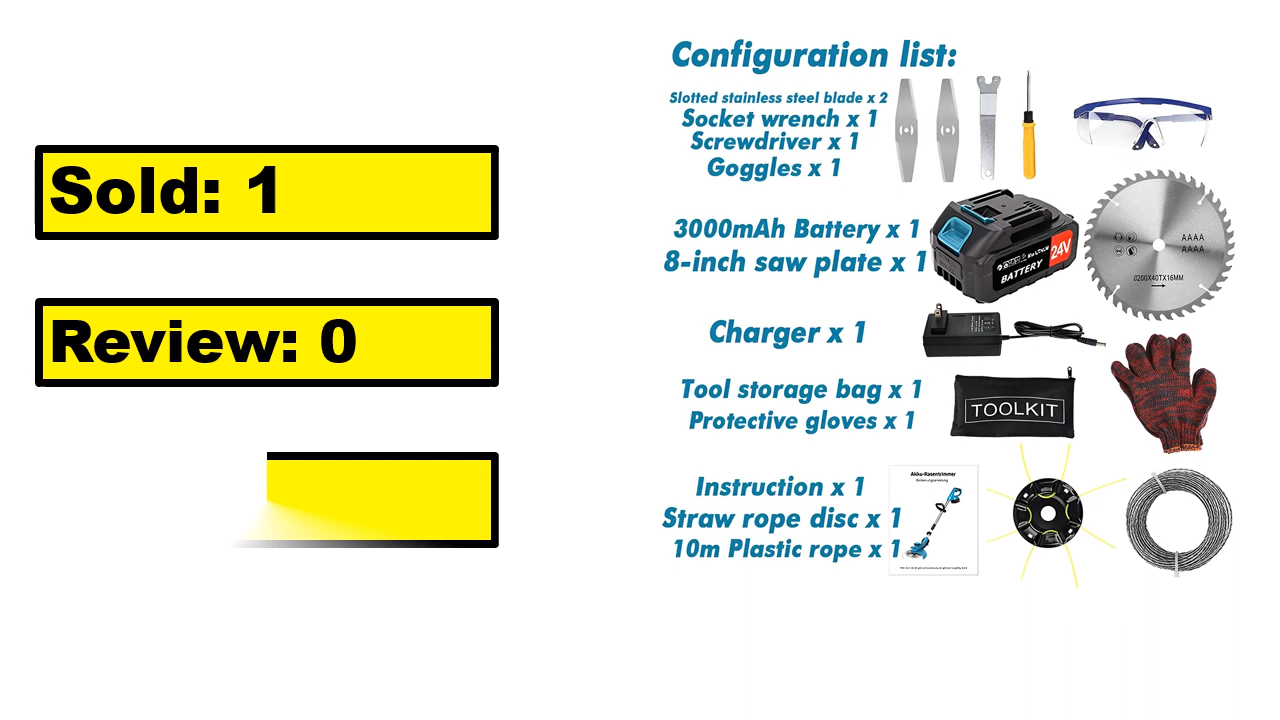 Sold: 1
Review: 0
Configuration list:
Slotted stainless steel blade x 2
Socket wrench x 1
Screwdriver x 1
Goggles x 1
3000mAh Battery x 1
8-inch saw plate x 1
Charger x 1
Tool storage bag x 1
Protective gloves x 1
Instruction x 1
Straw rope disc x 1
10m Plastic rope x 1
BATTERY
24V
AAAA
AAAA
TOOLKIT
Akku-Rasentrimmer
Bedienungsanleitung